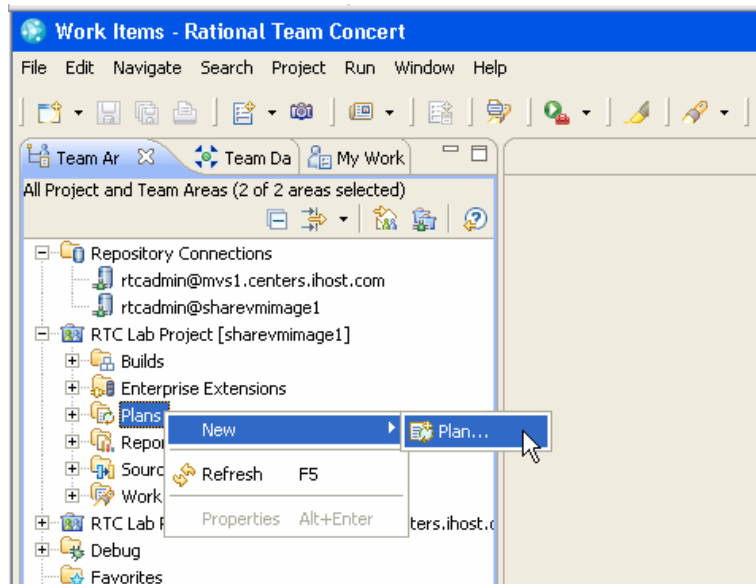 Work Items - Rational Team Concert
File Edit Navigate Search Project Run Window Help
Team Ar Team Da My Work
All Project and Team Areas (2 of 2 areas selected)
Repository Connections
rtcadmin@mvs1.centers.ihost.com
rtcadmin@sharevmimage1
RTC Lab Project [sharevmimage1]
Builds
Enterprise Extensions
Plans
New Plan...
Repor
Refresh F5
Sourc
Work
Properties Alt+Enter
RTC Lab ters.ihost.c
Debug
Favorites